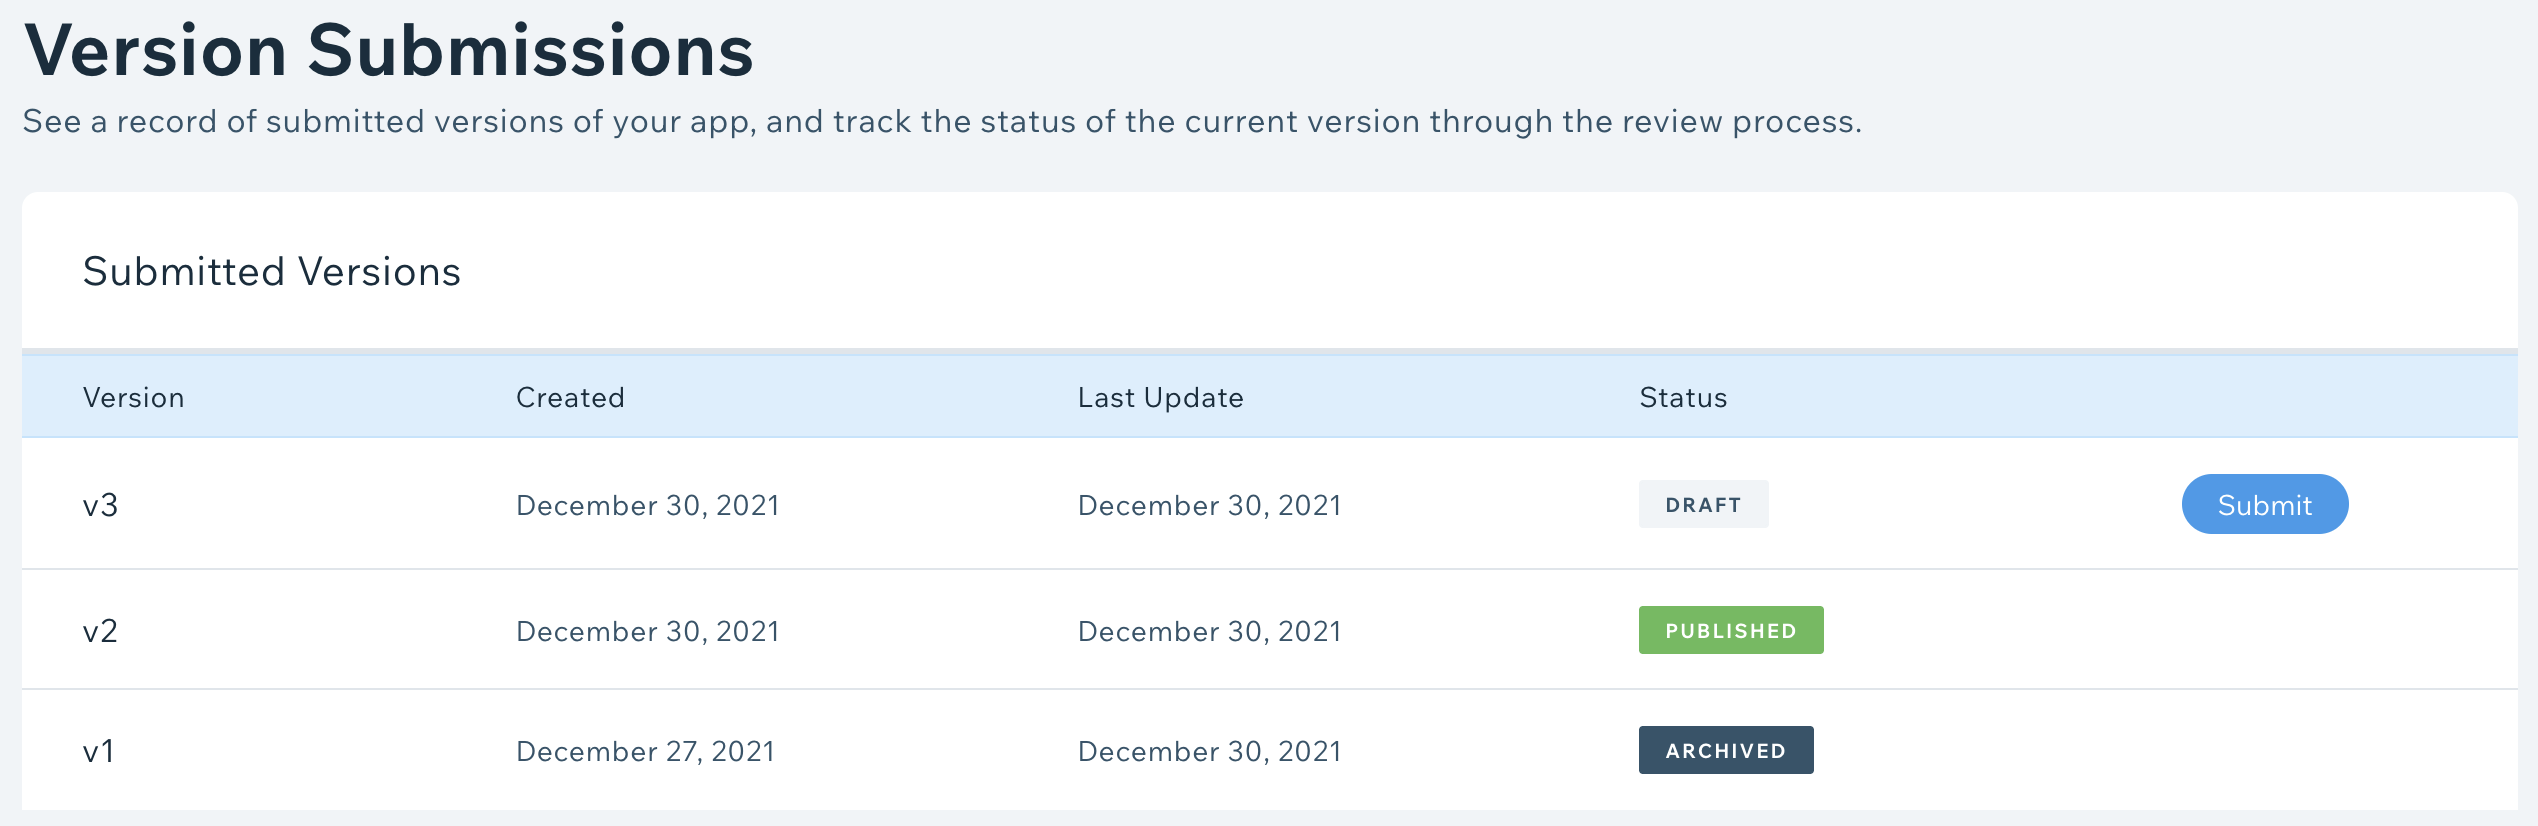 Version Submissions
See a record of submitted versions of your app, and track the status of the current version through the review process.
Submitted Versions
Version Created Last Update Status
v3 December 30, 2021 December 30, 2021 DRAFT Submit
v2 December 30, 2021 December 30, 2021 PUBLISHED
v1 December 27, 2021 December 30, 2021 ARCHIVED